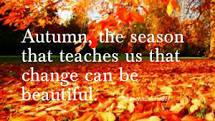 Autumn, the season
that teaches us that
change can be
beautiful.